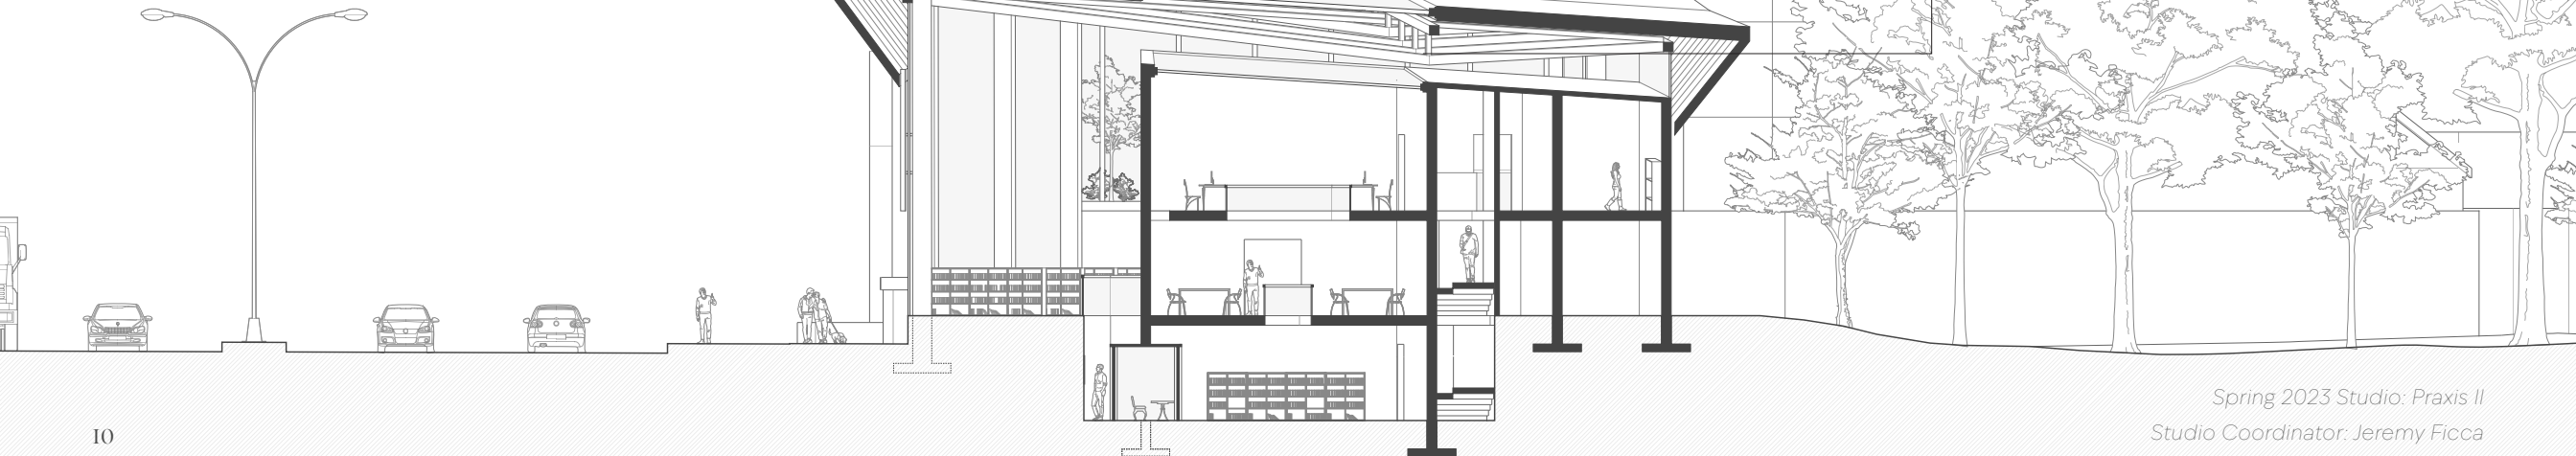 Spring 2023 Studio: Praxis II
Studio Coordinator: Jeremy Ficca
10